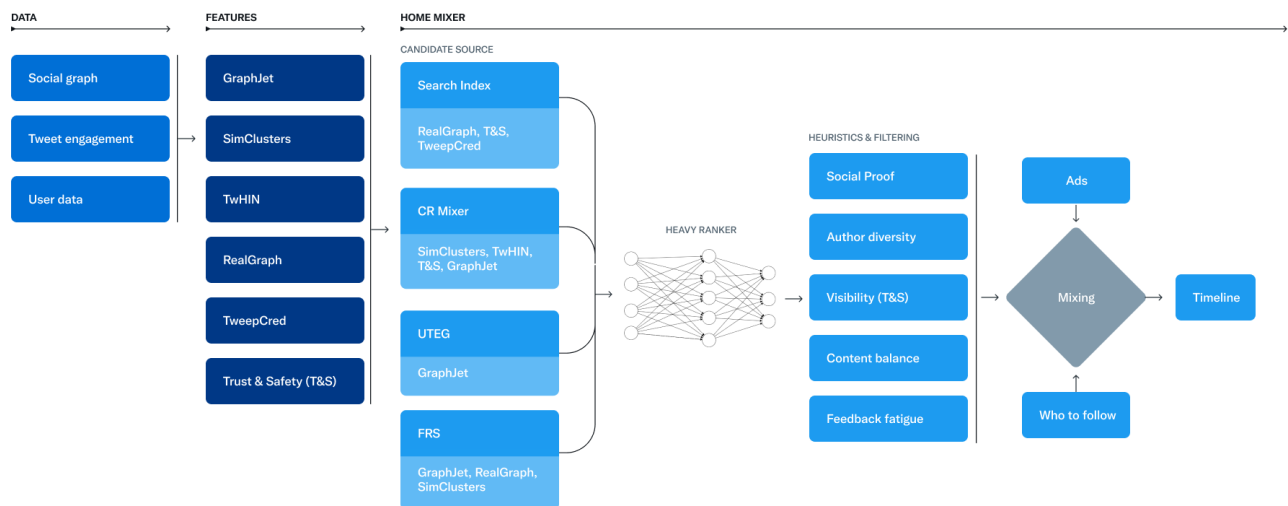 DATA
FEATURES
HOME MIXER
CANDIDATE SOURCE
Social graph
Tweet engagement
User data
GraphJet
SimClusters
TwHIN
RealGraph
TweepCred
Trust & Safety (T&S)
Search Index
RealGraph, T&S,
TweepCred
CR Mixer
SimClusters, TwHIN,
T&S, GraphJet
UTEG
GraphJet
FRS
GraphJet, RealGraph,
SimClusters
HEAVY RANKER
HEURISTICS & FILTERING
Social Proof
Author diversity
Visibility (T&S)
Content balance
Feedback fatigue
Ads
Mixing
Who to follow
Timeline